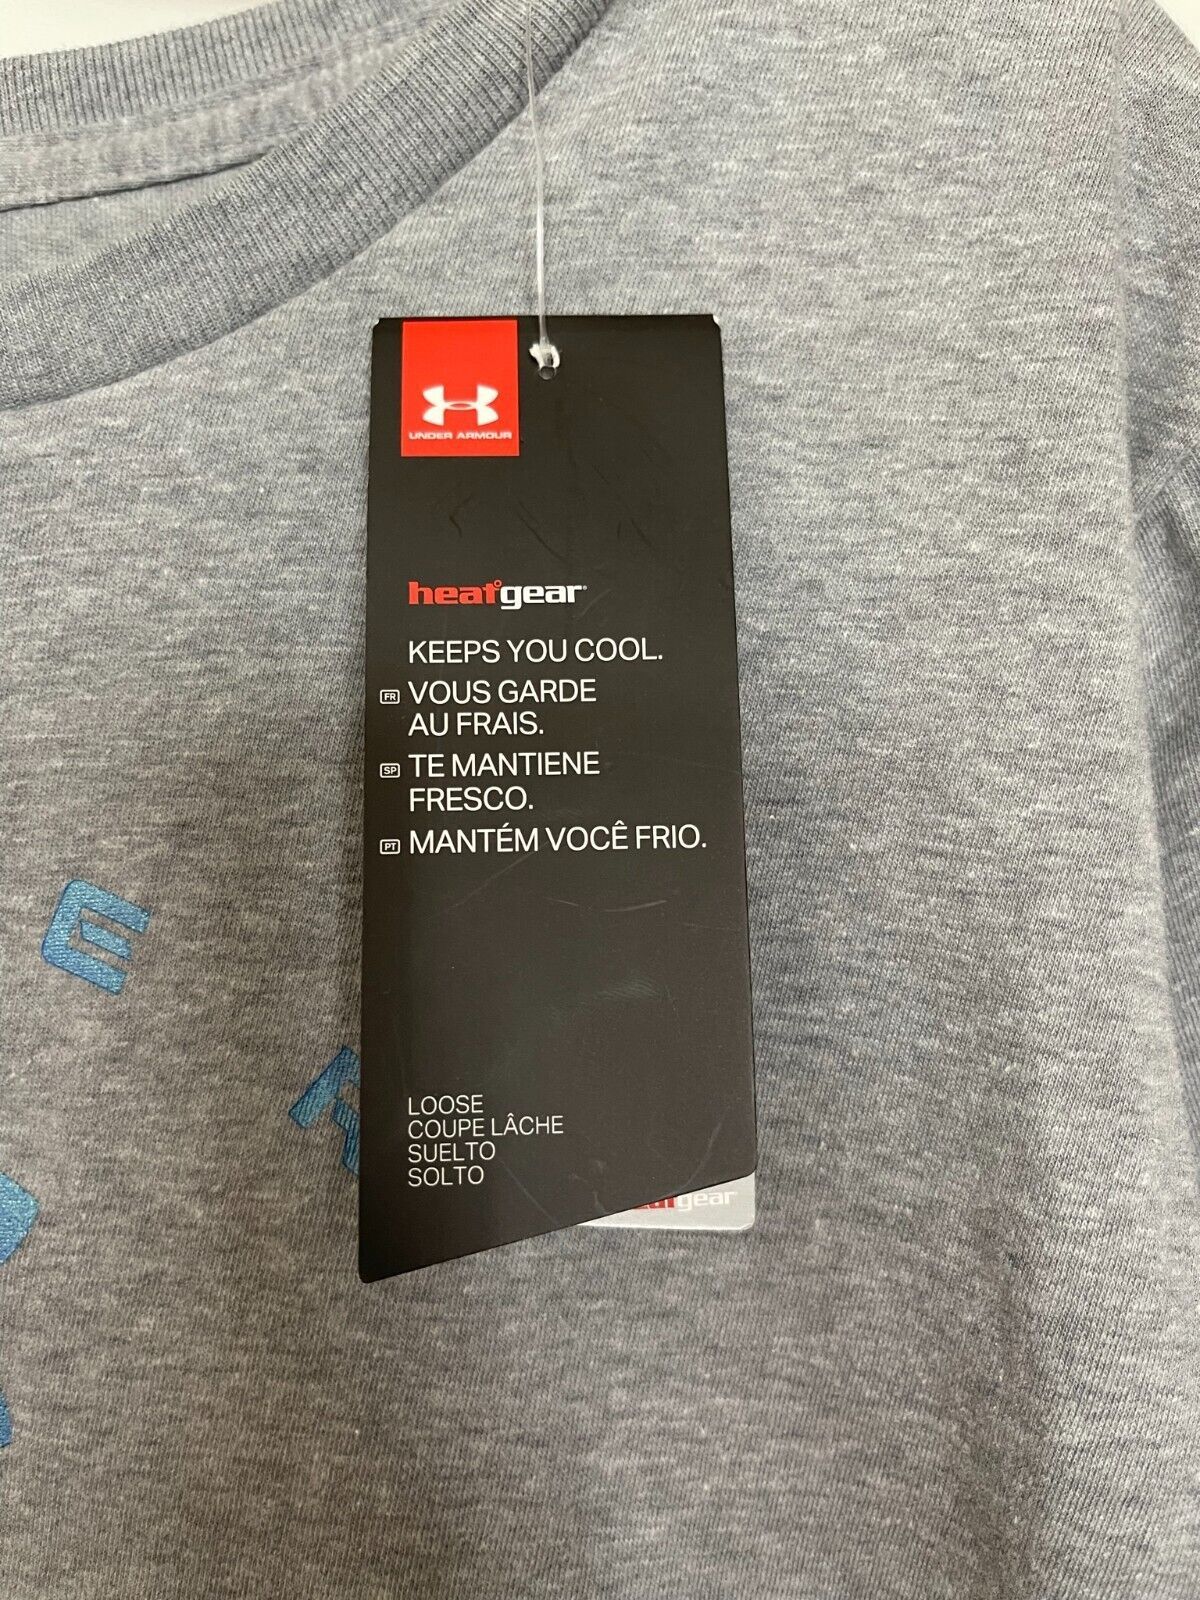 UNDER ARMOUR
heatgear
KEEPS YOU COOL.
FR VOUS GARDE
AU FRAIS.
SP TE MANTIENE
FRESCO.
PT MANTÉM VOCÊ FRIO.
E
R
LOOSE
COUPE LÂCHE
SUELTO
SOLTO
gear